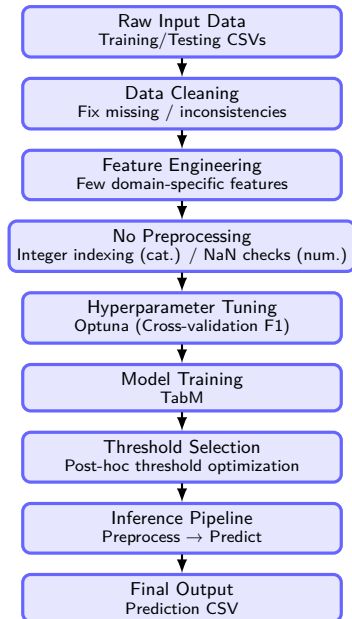 Raw Input Data
Training/Testing CSVs
Data Cleaning
Fix missing / inconsistencies
Feature Engineering
Few domain-specific features
No Preprocessing
Integer indexing (cat.) / NaN checks (num.)
Hyperparameter Tuning
Optuna (Cross-validation F1)
Model Training
TabM
Threshold Selection
Post-hoc threshold optimization
Inference Pipeline
Preprocess → Predict
Final Output
Prediction CSV